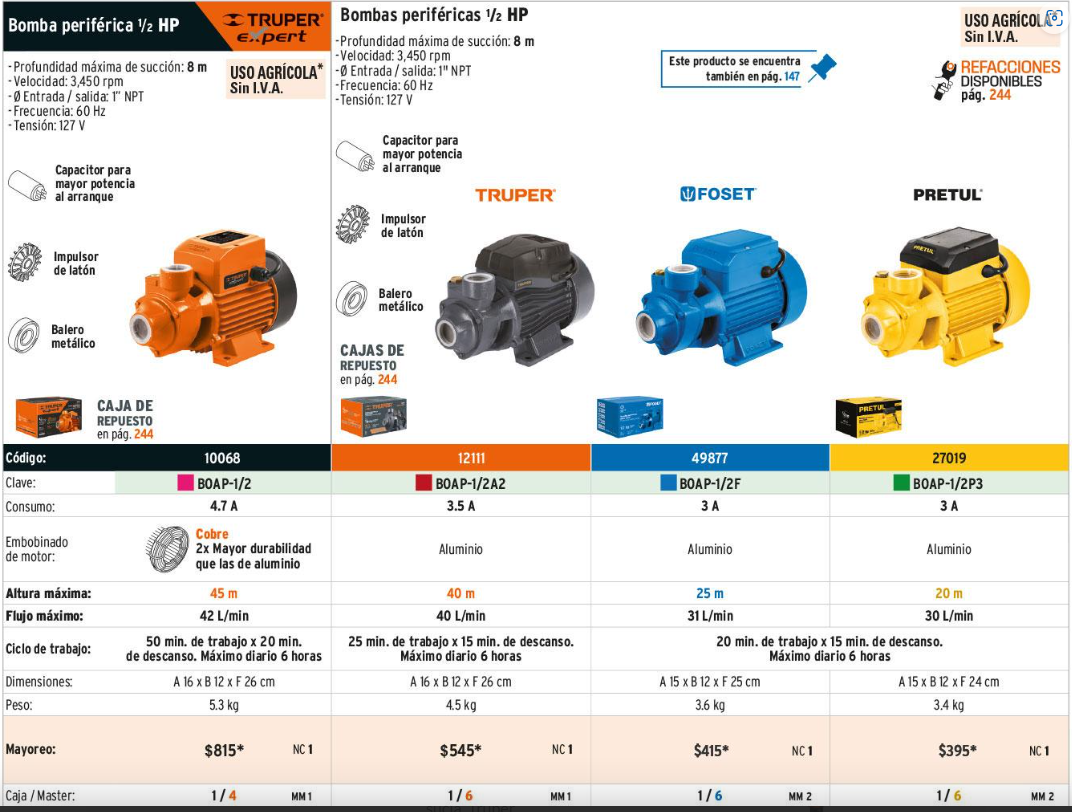 Bomba periférica 1/2 HP
TRUPER®
expert
- Profundidad máxima de succión: 8 m
- Velocidad: 3,450 rpm
- Ø Entrada / salida: 1" NPT
- Frecuencia: 60 Hz
- Tensión: 127 V
USO AGRÍCOLA*
Sin I.V.A.
Capacitor para
mayor potencia
al arranque
Impulsor
de latón
Balero
metálico
CAJA DE
REPUESTO
en pág. 244
Bombas periféricas 1/2 HP
- Profundidad máxima de succión: 8 m
- Velocidad: 3,450 rpm
- Ø Entrada / salida: 1" NPT
- Frecuencia: 60 Hz
- Tensión: 127 V
Este producto se encuentra
también en pág. 147
USO AGRÍCOLA
Sin I.V.A.
REFACCIONES
DISPONIBLES
pág. 244
Capacitor para
mayor potencia
al arranque
Impulsor
de latón
Balero
metálico
CAJAS DE
REPUESTO
en pág. 244
TRUPER®
FOSET®
PRETUL®
TRUPER
PRETUL
TRUPER
TRUPER
FOSET
PRETUL
Código: 10068 12111 49877 27019
Clave: BOAP-1/2 BOAP-1/2A2 BOAP-1/2F BOAP-1/2P3
Consumo: 4.7 A 3.5 A 3 A 3 A
Embobinado
de motor:
Cobre
2x Mayor durabilidad
que las de aluminio
Aluminio Aluminio Aluminio
Altura máxima: 45 m 40 m 25 m 20 m
Flujo máximo: 42 L/min 40 L/min 31 L/min 30 L/min
Ciclo de trabajo:
50 min. de trabajo x 20 min.
de descanso. Máximo diario 6 horas
25 min. de trabajo x 15 min. de descanso.
Máximo diario 6 horas
20 min. de trabajo x 15 min. de descanso.
Máximo diario 6 horas
Dimensiones: A 16 x B 12 x F 26 cm A 16 x B 12 x F 26 cm A 15 x B 12 x F 25 cm A 15 x B 12 x F 24 cm
Peso: 5.3 kg 4.5 kg 3.6 kg 3.4 kg
Mayoreo: $815* NC 1 $545* NC 1 $415* NC 1 $395* NC 1
Caja / Master: 1 / 4 MM 1 1 / 6 MM 1 1 / 6 MM 2 1 / 6 MM 2